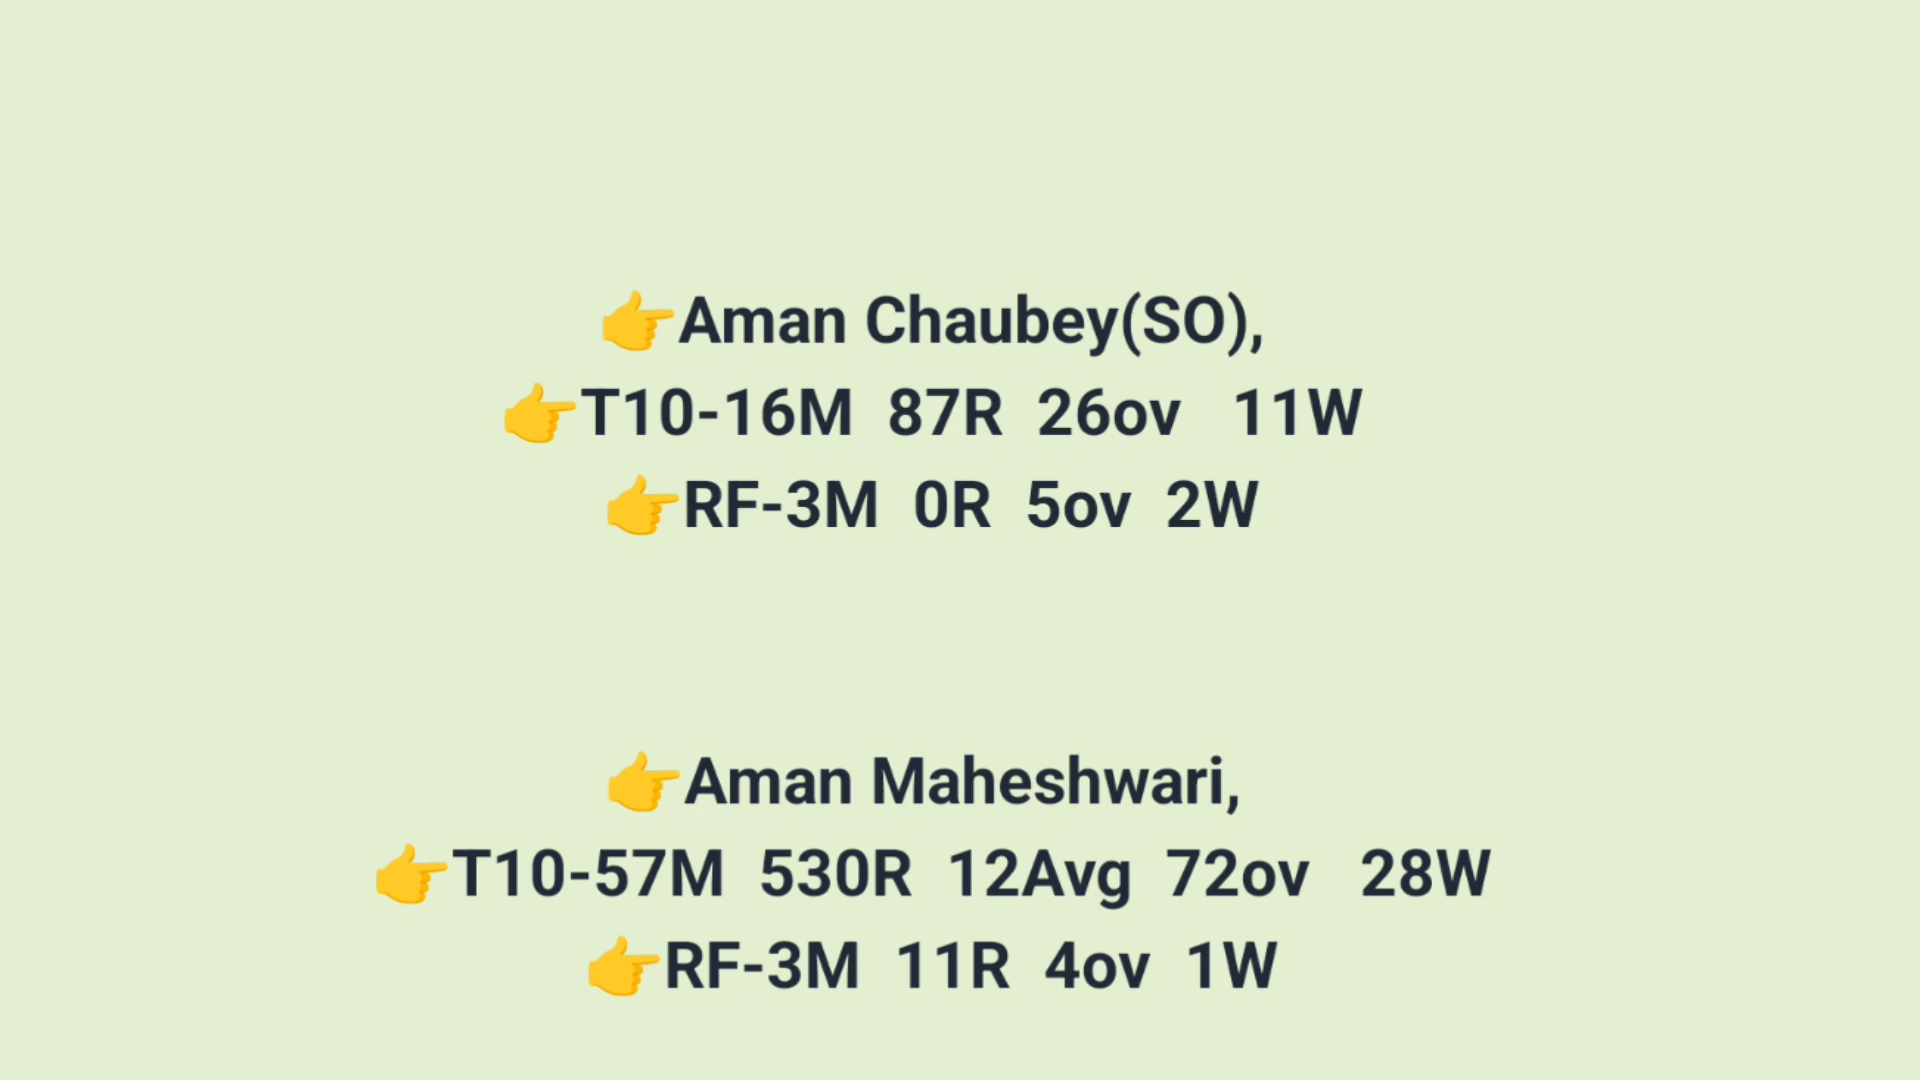 👉Aman Chaubey(SO),
👉T10-16M 87R 26ov 11W
👉RF-3M 0R 5ov 2W
👉Aman Maheshwari,
👉T10-57M 530R 12Avg 72ov 28W
👉RF-3M 11R 4ov 1W